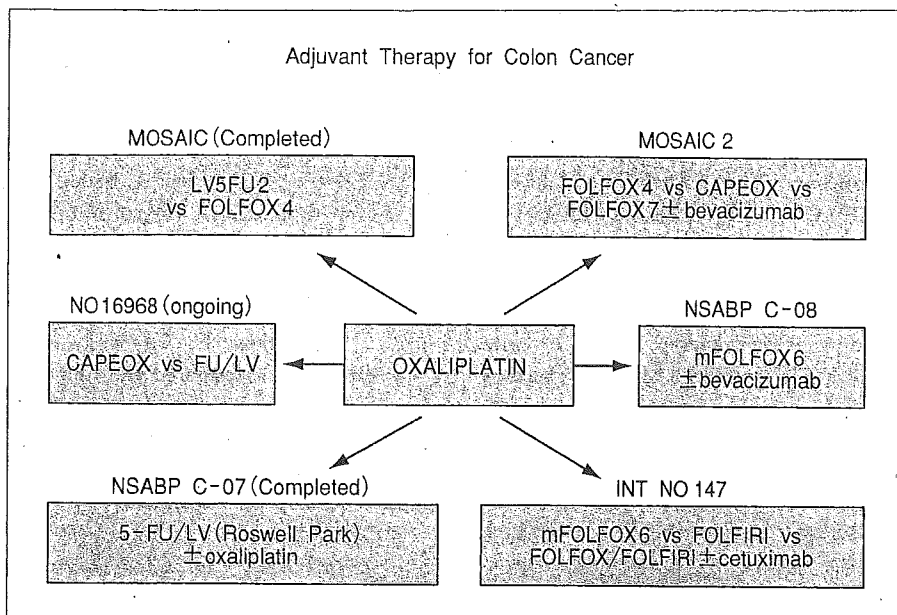 Adjuvant Therapy for Colon Cancer
MOSAIC (Completed)
LV5FU2
vs FOLFOX4
MOSAIC 2
FOLFOX4 vs CAPEOX vs
FOLFOX7±bevacizumab
NO16968 (ongoing)
CAPEOX vs FU/LV
OXALIPLATIN
NSABP C-08
mFOLFOX6
±bevacizumab
NSABP C-07 (Completed)
5-FU/LV (Roswell Park)
±oxaliplatin
INT NO 147
mFOLFOX6 vs FOLFIRI vs
FOLFOX/FOLFIRI±cetuximab